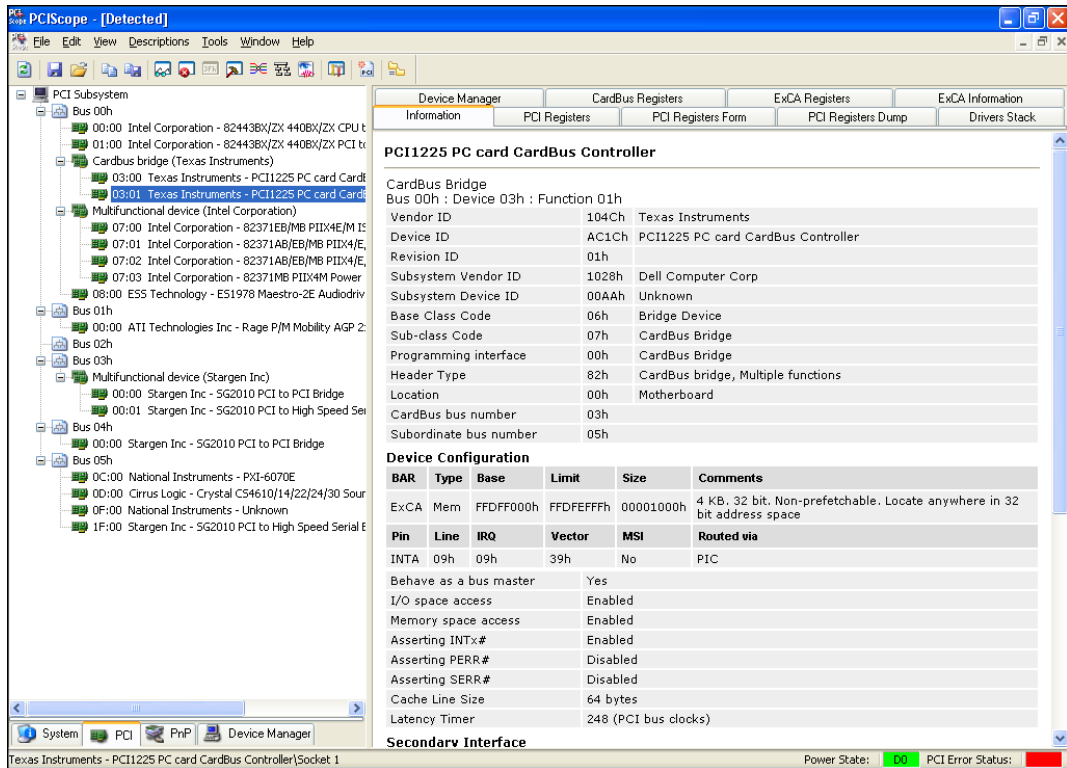 PCIScope - [Detected]
File Edit View Descriptions Tools Window Help
PCI Subsystem
Bus 00h
00:00 Intel Corporation - 82443BX/ZX 440BX/ZX CPU t
01:00 Intel Corporation - 82443BX/ZX 440BX/ZX PCI to
Cardbus bridge (Texas Instruments)
03:00 Texas Instruments - PCI1225 PC card CardB
03:01 Texas Instruments - PCI1225 PC card CardB
Multifunctional device (Intel Corporation)
07:00 Intel Corporation - 82371EB/MB PIIX4E/M IS
07:01 Intel Corporation - 82371AB/EB/MB PIIX4/E,
07:02 Intel Corporation - 82371AB/EB/MB PIIX4/E,
07:03 Intel Corporation - 82371MB PIIX4M Power
08:00 ESS Technology - ES1978 Maestro-2E Audiodriv
Bus 01h
00:00 ATI Technologies Inc - Rage P/M Mobility AGP 2:
Bus 02h
Bus 03h
Multifunctional device (Stargen Inc)
00:00 Stargen Inc - SG2010 PCI to PCI Bridge
00:01 Stargen Inc - SG2010 PCI to High Speed Ser
Bus 04h
00:00 Stargen Inc - SG2010 PCI to PCI Bridge
Bus 05h
0C:00 National Instruments - PXI-6070E
0D:00 Cirrus Logic - Crystal CS4610/14/22/24/30 Soun
0F:00 National Instruments - Unknown
1F:00 Stargen Inc - SG2010 PCI to High Speed Serial B
System PCI PnP Device Manager
Device Manager CardBus Registers ExCA Registers ExCA Information
Information PCI Registers PCI Registers Form PCI Registers Dump Drivers Stack
PCI1225 PC card CardBus Controller
CardBus Bridge
Bus 00h : Device 03h : Function 01h
Vendor ID 104Ch Texas Instruments
Device ID AC1Ch PCI1225 PC card CardBus Controller
Revision ID 01h
Subsystem Vendor ID 1028h Dell Computer Corp
Subsystem Device ID 00AAh Unknown
Base Class Code 06h Bridge Device
Sub-class Code 07h CardBus Bridge
Programming interface 00h CardBus Bridge
Header Type 82h CardBus bridge, Multiple functions
Location 00h Motherboard
CardBus bus number 03h
Subordinate bus number 05h
Device Configuration
BAR Type Base Limit Size Comments
ExCA Mem FFDFF000h FFDFEFFFh 00001000h 4 KB. 32 bit. Non-prefetchable. Locate anywhere in 32
bit address space
Pin Line IRQ Vector MSI Routed via
INTA 09h 09h 39h No PIC
Behave as a bus master Yes
I/O space access Enabled
Memory space access Enabled
Asserting INTx# Enabled
Asserting PERR# Disabled
Asserting SERR# Disabled
Cache Line Size 64 bytes
Latency Timer 248 (PCI bus clocks)
Secondary Interface
Texas Instruments - PCI1225 PC card CardBus Controller\Socket 1 Power State: D0 PCI Error Status: